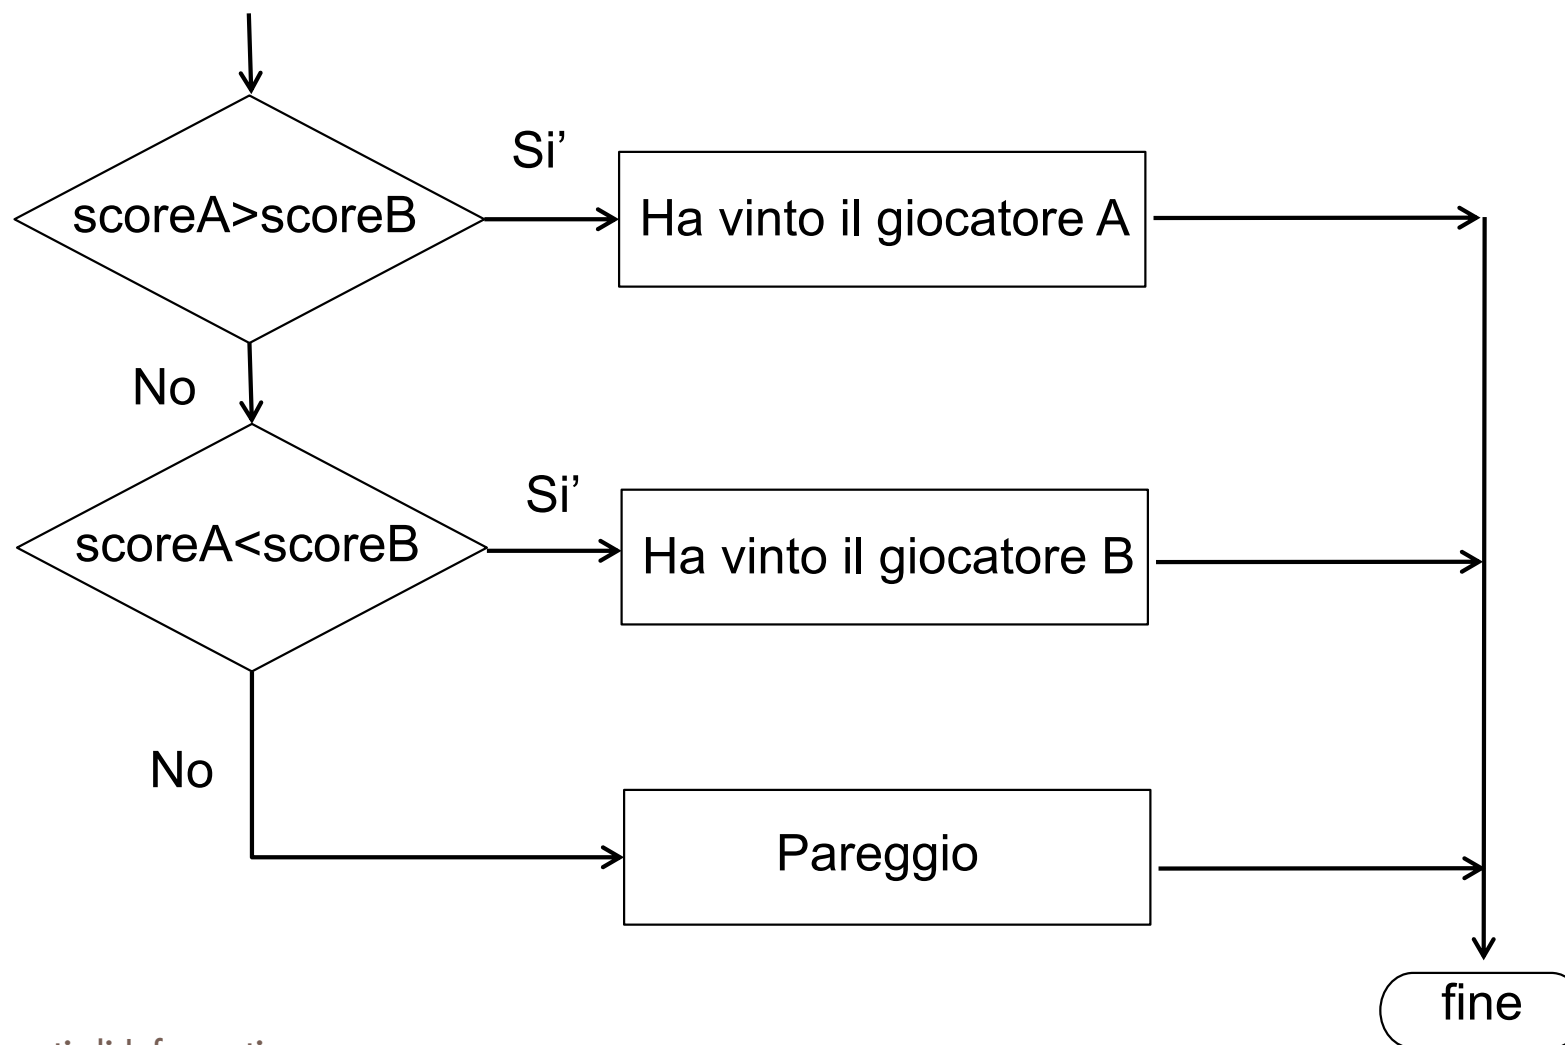 Si’
scoreA>scoreB
Ha vinto il giocatore A
No
Si’
scoreA<scoreB
Ha vinto il giocatore B
No
Pareggio
fine